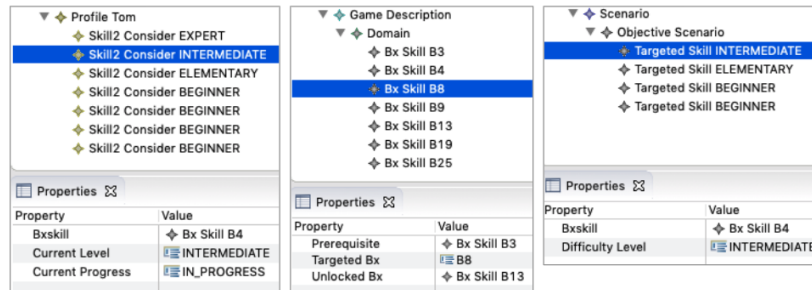 Profile Tom
Skill2 Consider EXPERT
Skill2 Consider INTERMEDIATE
Skill2 Consider ELEMENTARY
Skill2 Consider BEGINNER
Skill2 Consider BEGINNER
Skill2 Consider BEGINNER
Skill2 Consider BEGINNER
Properties
Property Value
Bxskill Bx Skill B4
Current Level INTERMEDIATE
Current Progress IN_PROGRESS
Game Description
Domain
Bx Skill B3
Bx Skill B4
Bx Skill B8
Bx Skill B9
Bx Skill B13
Bx Skill B19
Bx Skill B25
Properties
Property Value
Prerequisite Bx Skill B3
Targeted Bx B8
Unlocked Bx Bx Skill B13
Scenario
Objective Scenario
Targeted Skill INTERMEDIATE
Targeted Skill ELEMENTARY
Targeted Skill BEGINNER
Targeted Skill BEGINNER
Properties
Property Value
Bxskill Bx Skill B4
Difficulty Level INTERMEDIATE